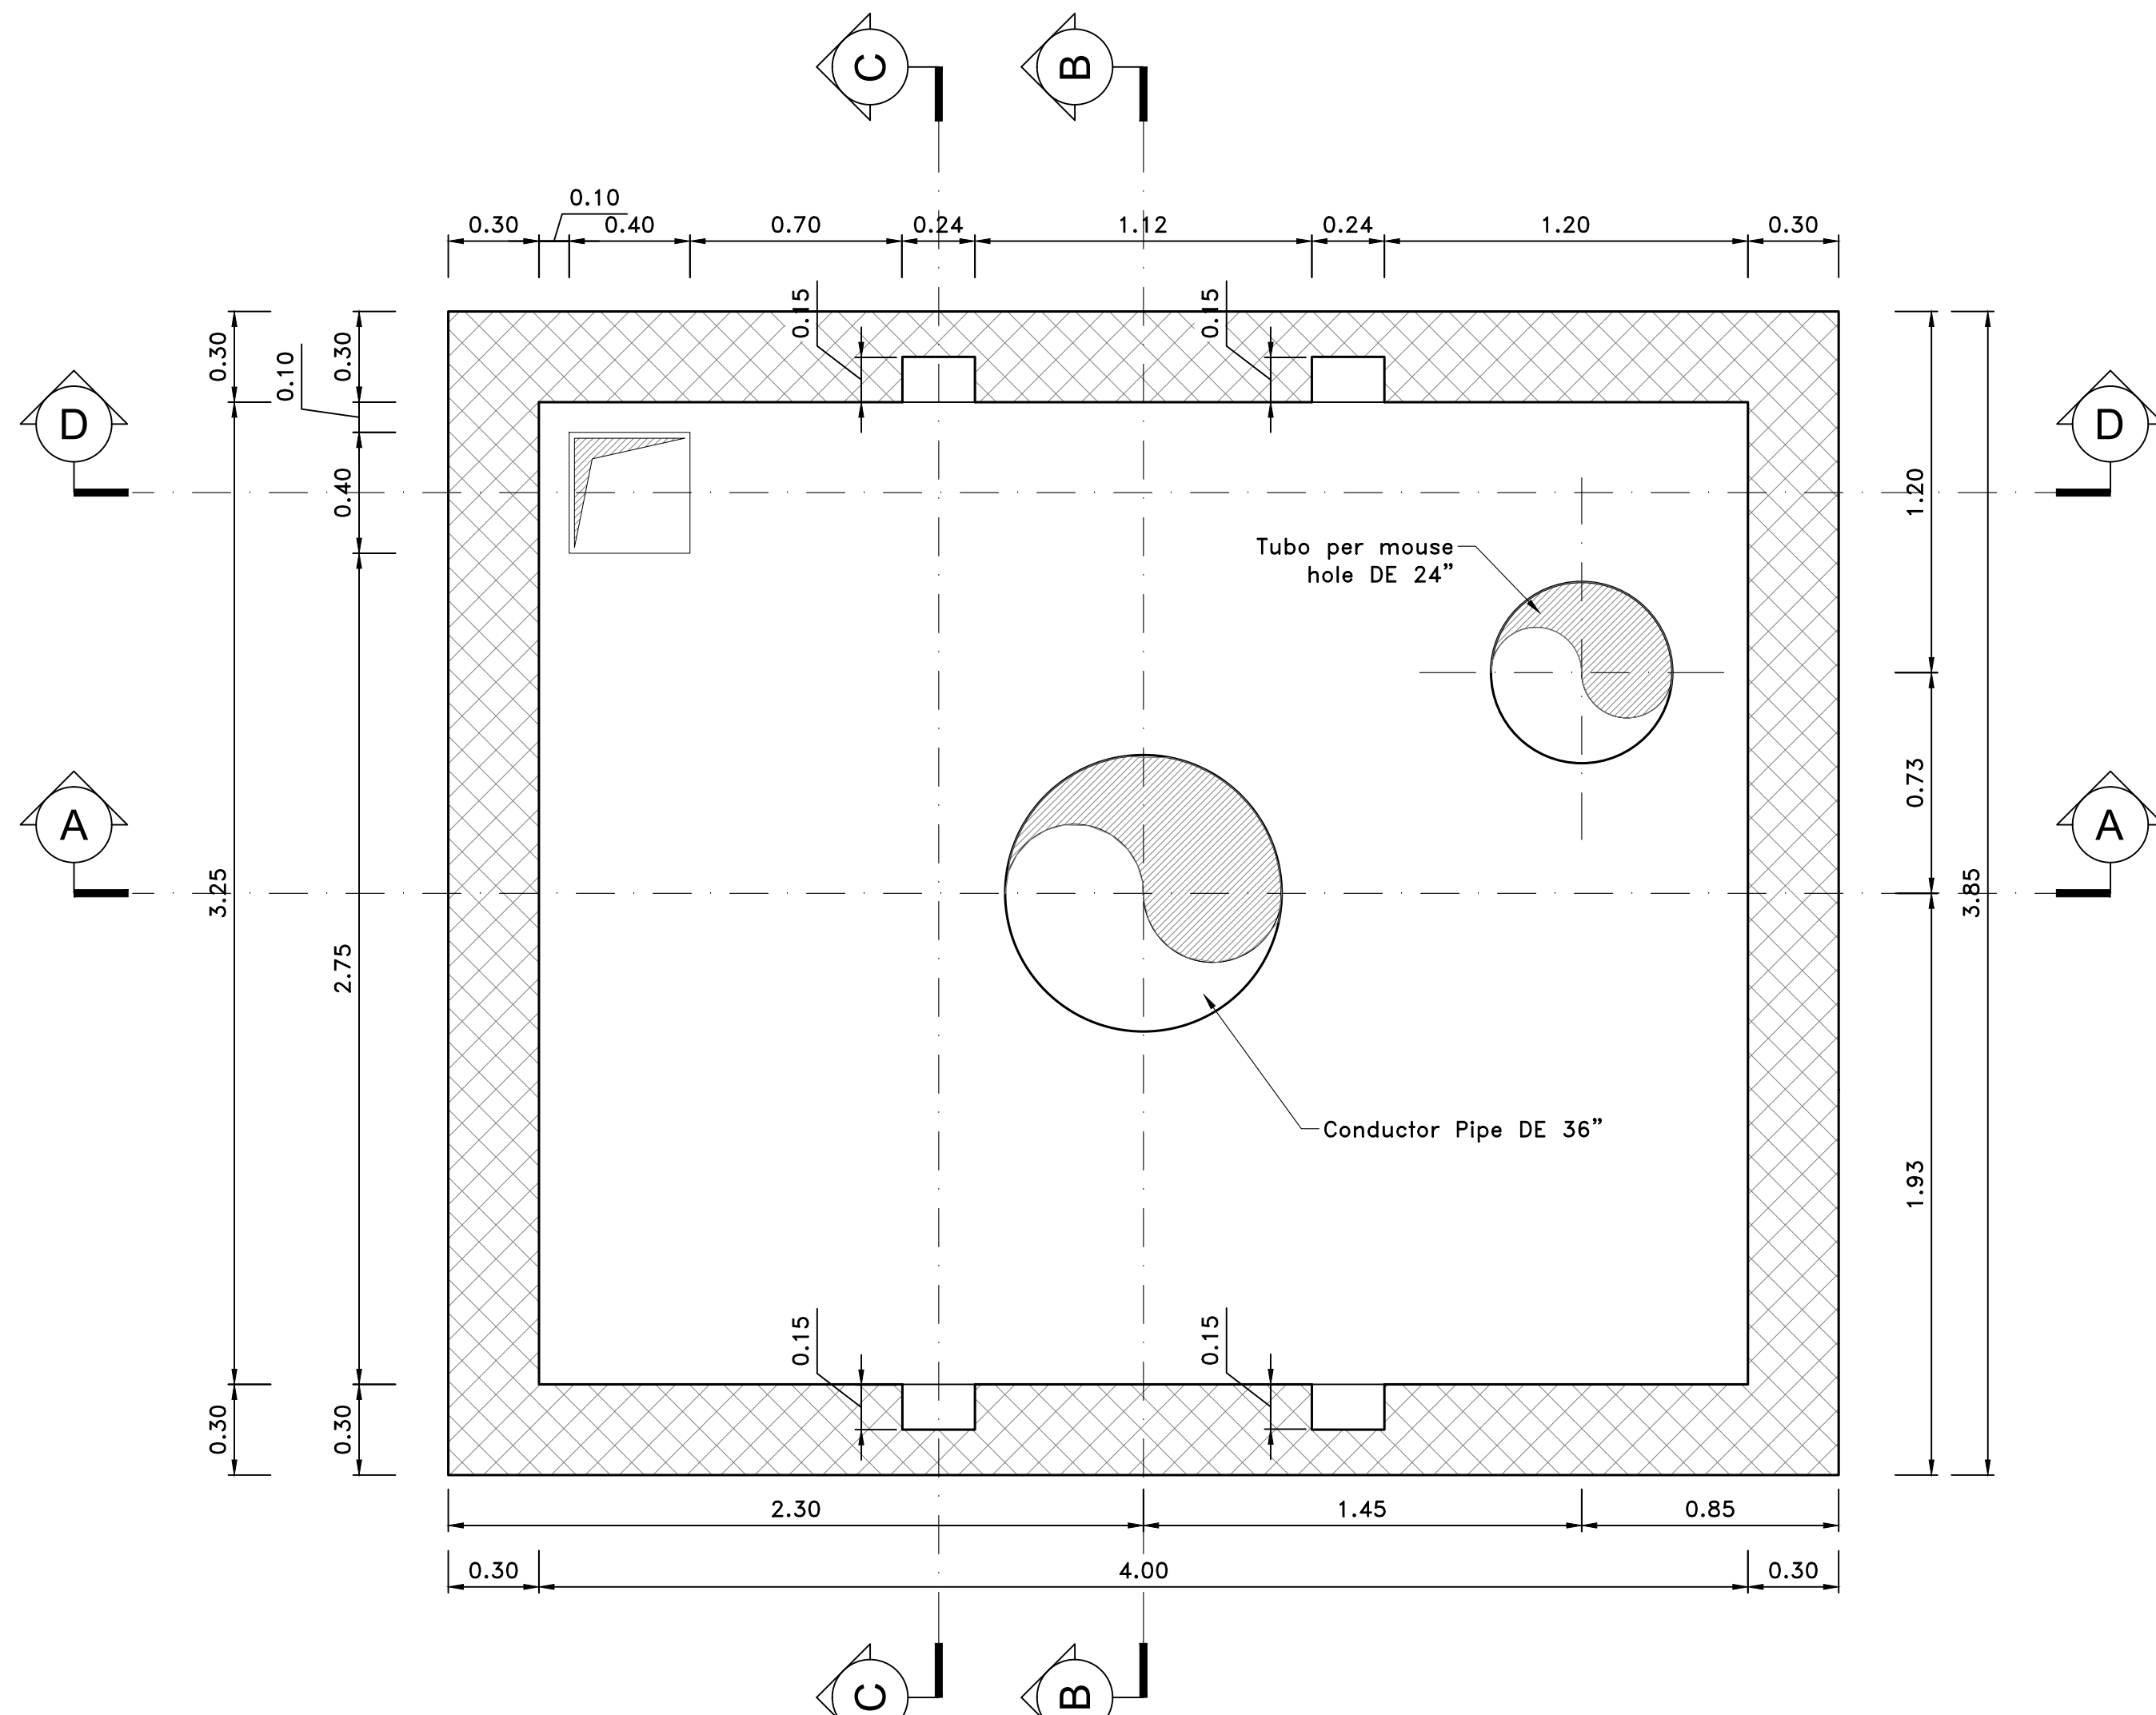 C B
0.10
0.30 0.40 0.70 0.24 1.12 0.24 1.20 0.30
0.15 0.15
0.30 0.10 0.30
D D
0.40 1.20
Tubo per mouse
hole DE 24”
0.73
A A
3.25 3.85
2.75
Conductor Pipe DE 36”
1.93
0.15 0.15
0.30 0.30
2.30 1.45 0.85
0.30 4.00 0.30
C B